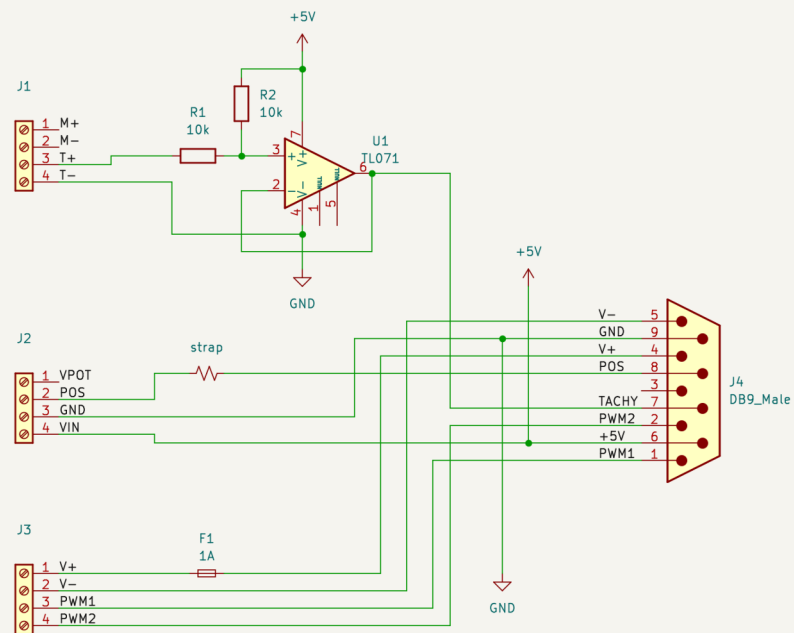 +5V
J1
R2
10k
R1
10k
U1
TL071
1 M+
2 M-
3 T+
4 T-
7
3
+
V+
6
2
-
V-
NULL
NULL
4
1
5
GND
+5V
J2
strap
1 VPOT
2 POS
3 GND
4 VIN
V- 5
GND 9
V+ 4
POS 8
3
TACHY 7
PWM2 2
+5V 6
PWM1 1
J4
DB9_Male
J3
F1
1A
1 V+
2 V-
3 PWM1
4 PWM2
GND